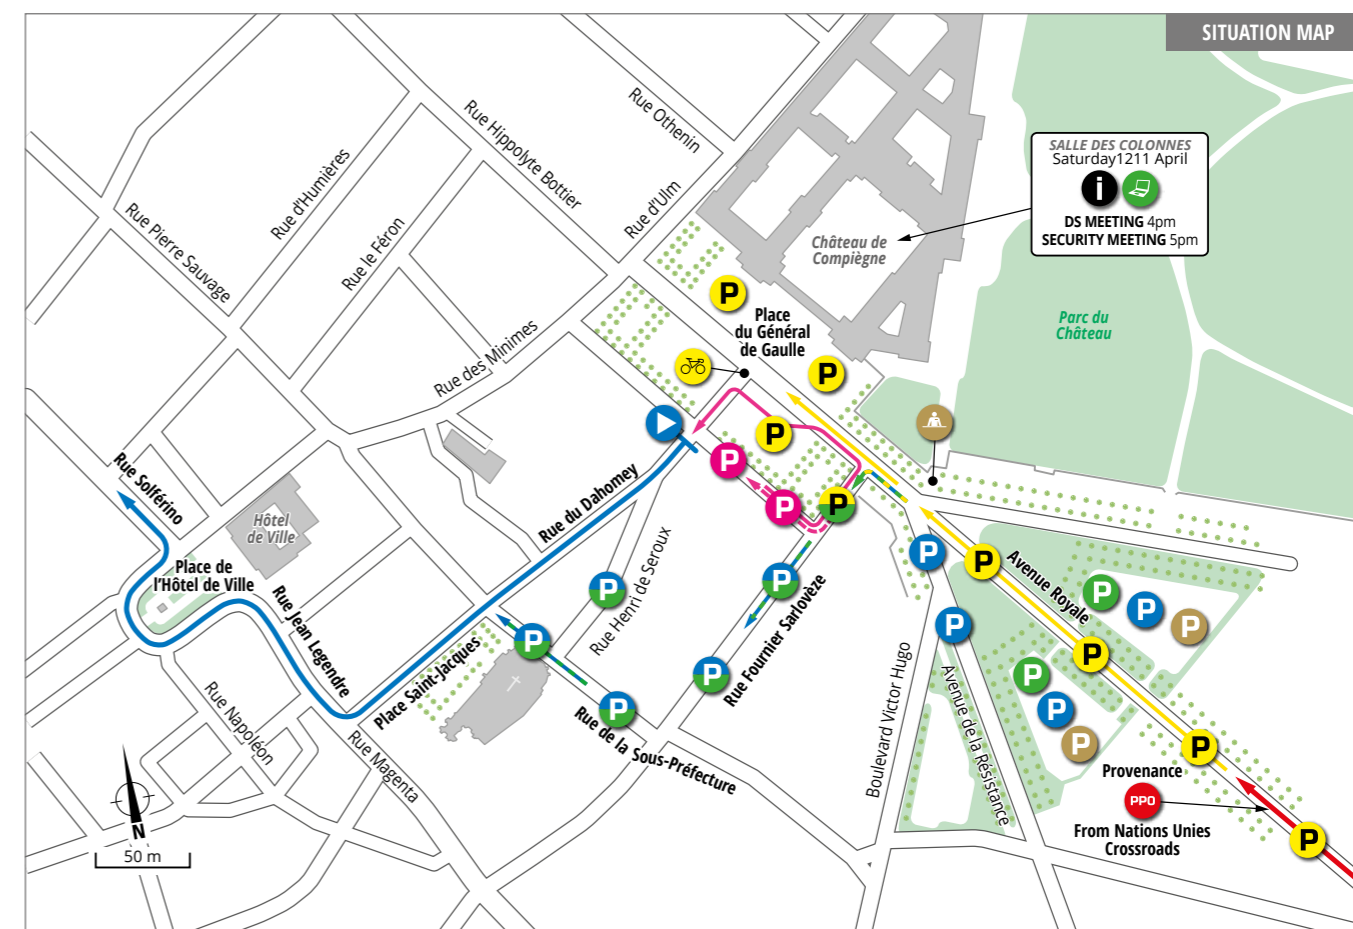 SITUATION MAP
Rue Othenin
Rue Hippolyte Bottier
Rue d'Humières
Rue d'Ulm
Rue le Féron
Rue Pierre Sauvage
SALLE DES COLONNES
Saturday1211 April
i
DS MEETING 4pm
SECURITY MEETING 5pm
Château de
Compiègne
Parc du
Château
P
Place
du Général
de Gaulle
P
Rue des Minimes
P
P
P
P
Rue Solférino
Hôtel
de Ville
Rue du Dahomey
Place de
l'Hôtel de Ville
Rue Jean Legendre
P
Rue Henri de Seroux
P
Rue Fournier Sarlovèze
P
P
Avenue Royale
P
P
P
P
P
P
Place Saint-Jacques
P
P
P
Rue de la Sous-Préfecture
Boulevard Victor Hugo
Avenue de la Résistance
P
P
P
P
Rue Napoléon
Rue Magenta
Provenance
PPO
From Nations Unies
Crossroads
P
N
50 m